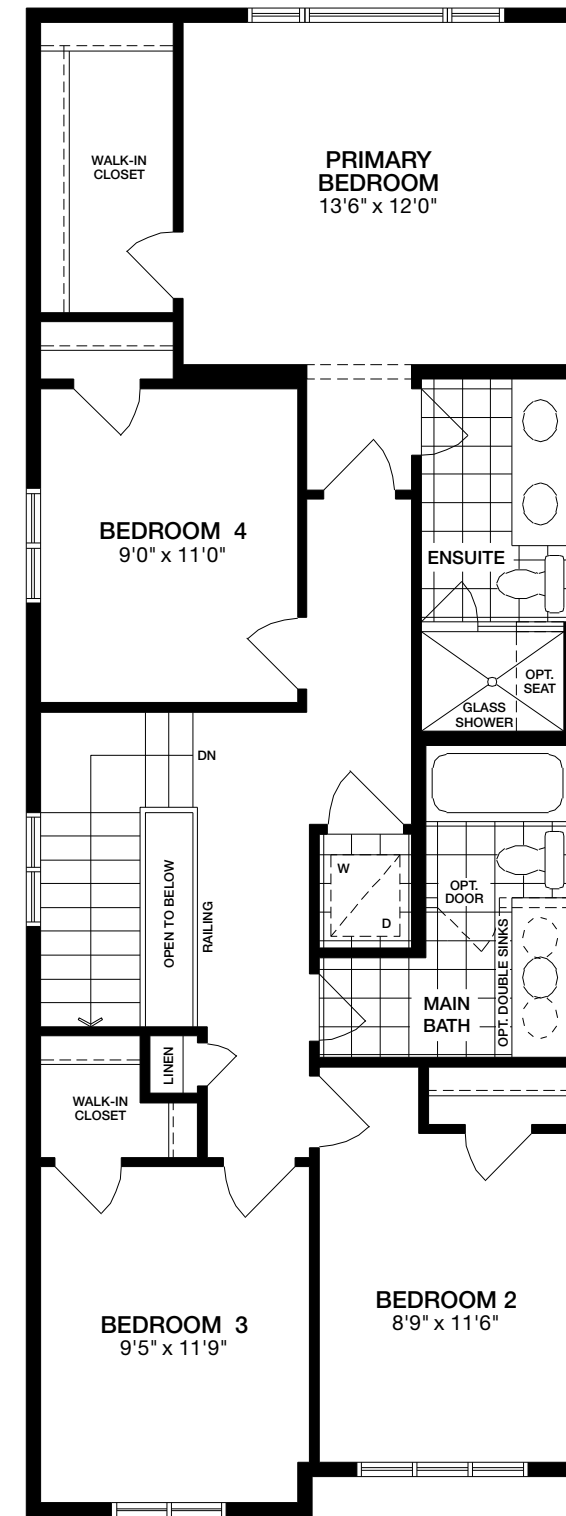 WALK-IN
CLOSET
PRIMARY
BEDROOM
13'6" x 12'0"
BEDROOM 4
9'0" x 11'0"
ENSUITE
OPT.
SEAT
GLASS
SHOWER
DN
OPEN TO BELOW
RAILING
W
D
OPT.
DOOR
OPT. DOUBLE SINKS
MAIN
BATH
LINEN
WALK-IN
CLOSET
BEDROOM 3
9'5" x 11'9"
BEDROOM 2
8'9" x 11'6"